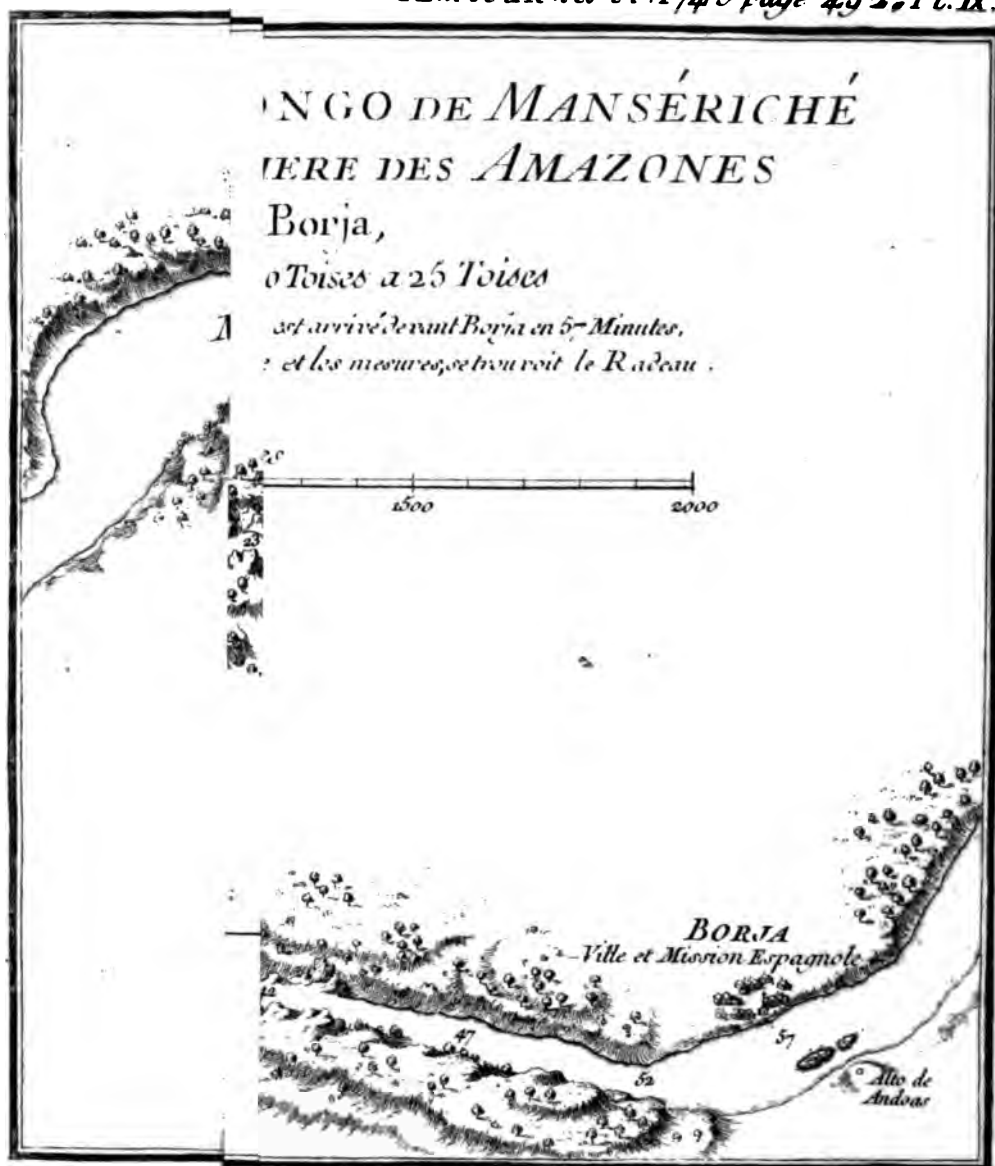 page 492. Pl. IX.
NGO DE MANSÉRICHÉ
IERE DES AMAZONES
Borja,
0 Toises a 25 Toises
M est arrivé devant Borja en 57 Minutes,
et les mesures, se trouvoit le Radeau.
1500 2000
23
BORJA
Ville et Mission Espagnole
42
47
57
52
Alto de
Andoas